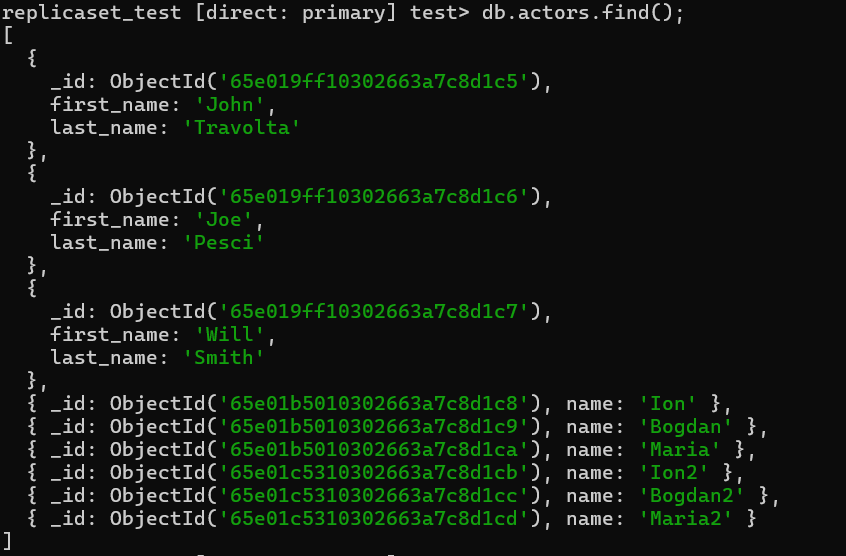 replicaset_test [direct: primary] test> db.actors.find();
[
  {
    _id: ObjectId('65e019ff10302663a7c8d1c5'),
    first_name: 'John',
    last_name: 'Travolta'
  },
  {
    _id: ObjectId('65e019ff10302663a7c8d1c6'),
    first_name: 'Joe',
    last_name: 'Pesci'
  },
  {
    _id: ObjectId('65e019ff10302663a7c8d1c7'),
    first_name: 'Will',
    last_name: 'Smith'
  },
  { _id: ObjectId('65e01b5010302663a7c8d1c8'), name: 'Ion' },
  { _id: ObjectId('65e01b5010302663a7c8d1c9'), name: 'Bogdan' },
  { _id: ObjectId('65e01b5010302663a7c8d1ca'), name: 'Maria' },
  { _id: ObjectId('65e01c5310302663a7c8d1cb'), name: 'Ion2' },
  { _id: ObjectId('65e01c5310302663a7c8d1cc'), name: 'Bogdan2' },
  { _id: ObjectId('65e01c5310302663a7c8d1cd'), name: 'Maria2' }
]